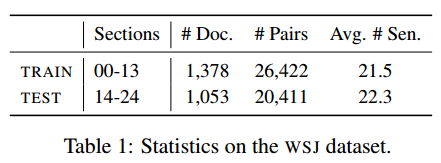 Sections # Doc. # Pairs Avg. # Sen.
TRAIN 00-13 1,378 26,422 21.5
TEST 14-24 1,053 20,411 22.3
Table 1: Statistics on the WSJ dataset.